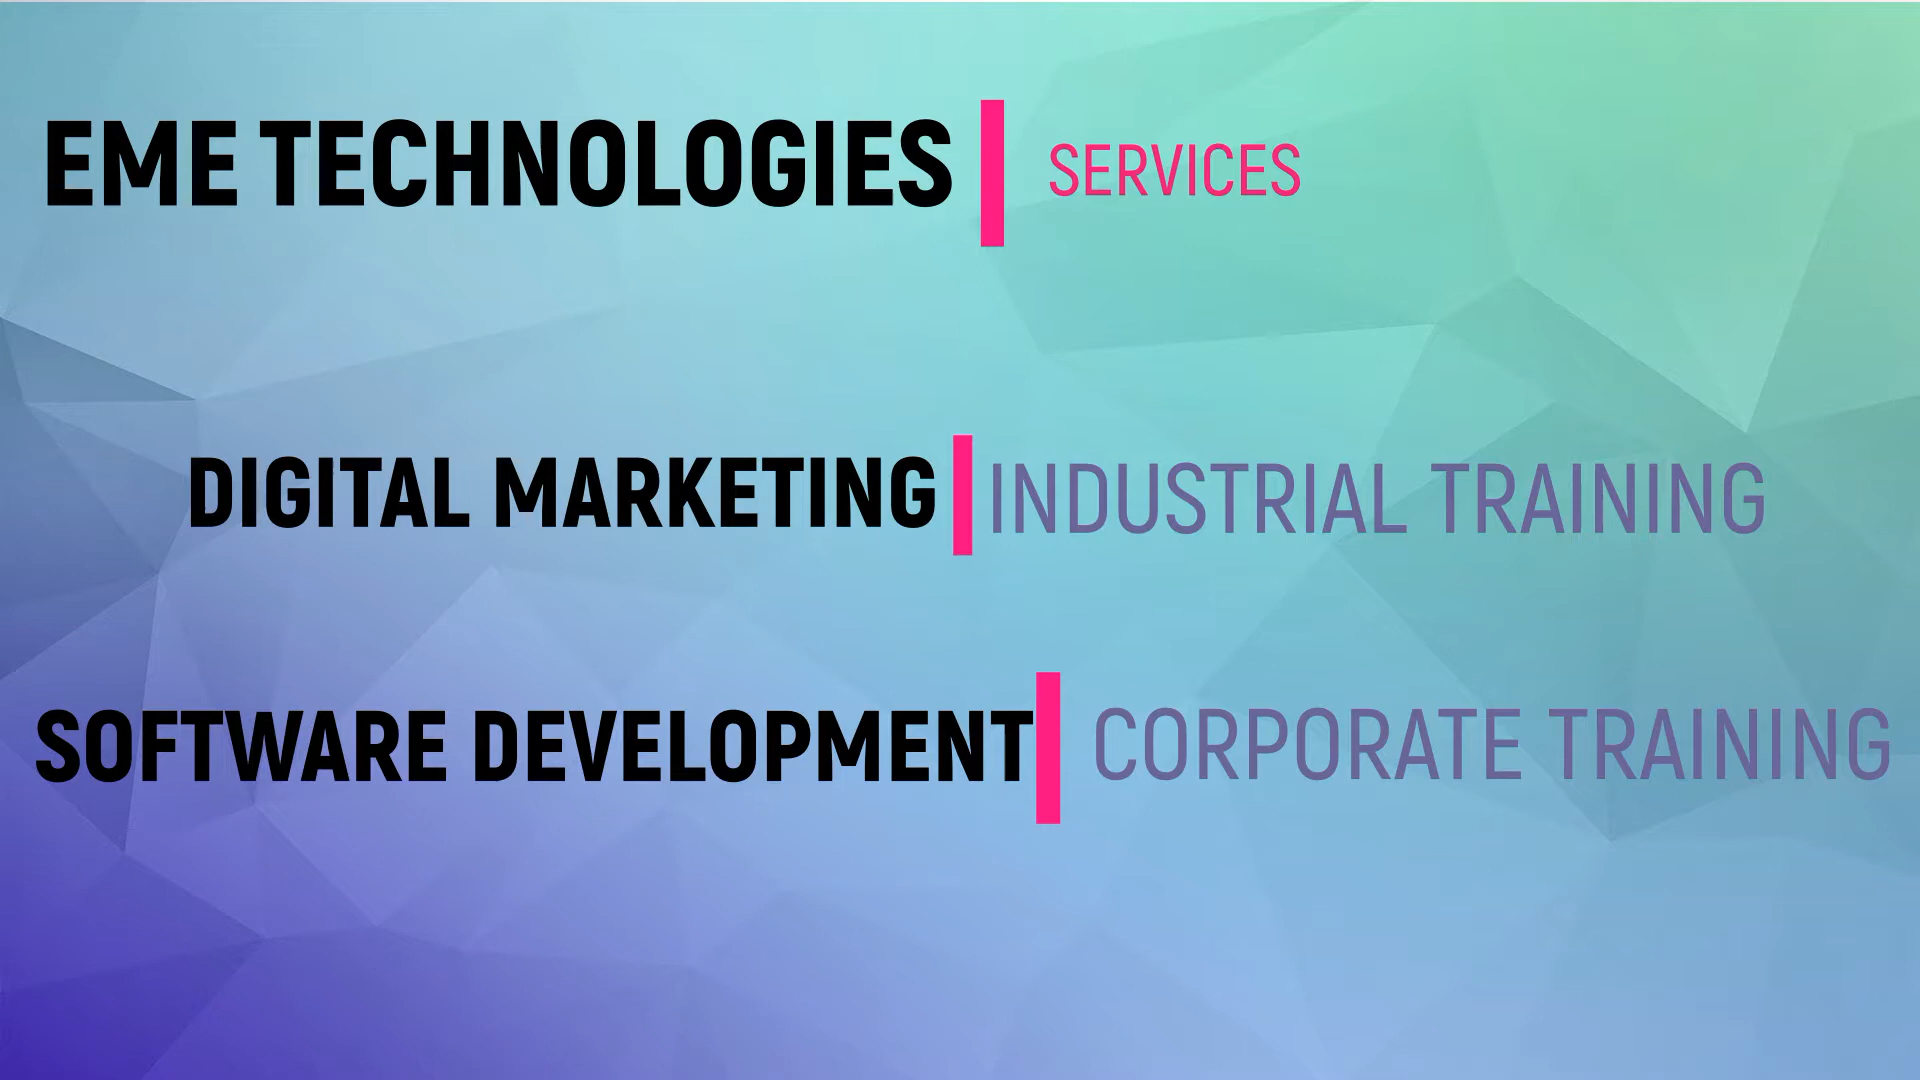 EME TECHNOLOGIES SERVICES
DIGITAL MARKETING INDUSTRIAL TRAINING
SOFTWARE DEVELOPMENT CORPORATE TRAINING